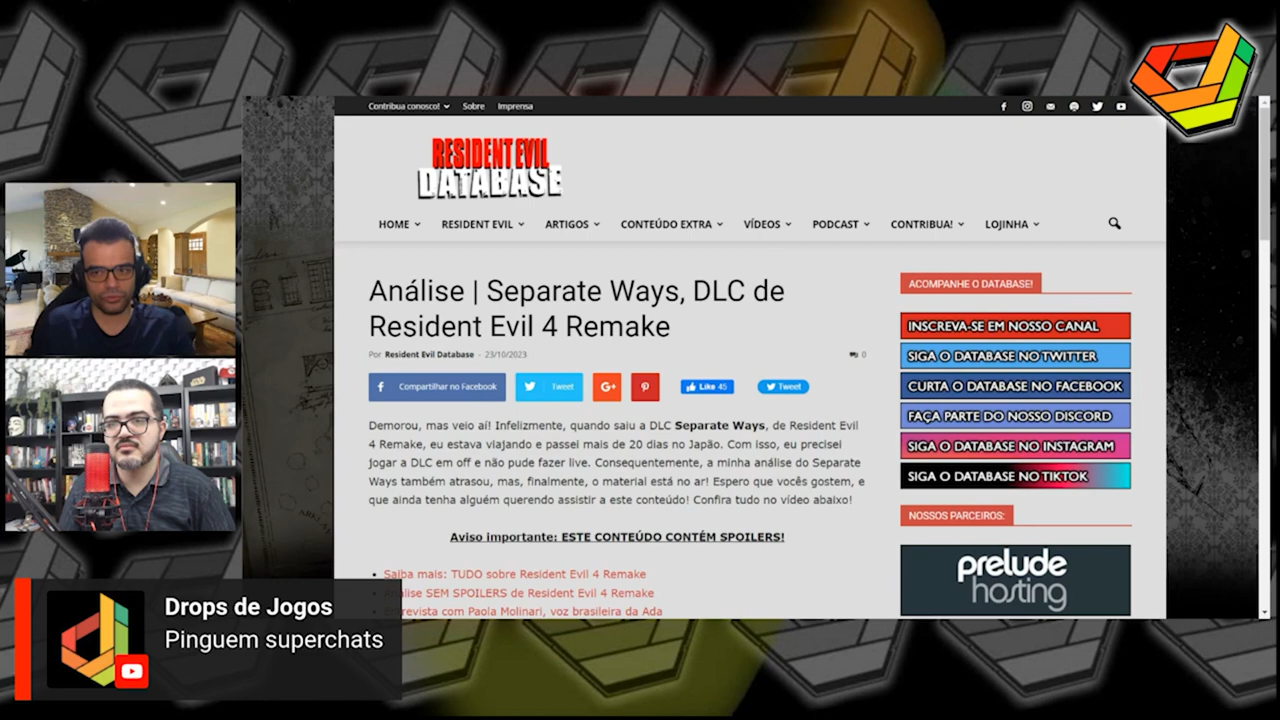 Contribua conosco!
Sobre
Imprensa
RESIDENT EVIL
DATABASE
HOME
RESIDENT EVIL
ARTIGOS
CONTEÚDO EXTRA
VÍDEOS
PODCAST
CONTRIBUA!
LOJINHA
Análise | Separate Ways, DLC de
Resident Evil 4 Remake
Por Resident Evil Database - 23/10/2023
0
Compartilhar no Facebook
Tweet
Like 45
Tweet
Demorou, mas veio aí! Infelizmente, quando saiu a DLC Separate Ways, de Resident Evil
4 Remake, eu estava viajando e passei mais de 20 dias no Japão. Com isso, eu precisei
jogar a DLC em off e não pude fazer live. Consequentemente, a minha análise do Separate
Ways também atrasou, mas, finalmente, o material está no ar! Espero que vocês gostem, e
que ainda tenha alguém querendo assistir a este conteúdo! Confira tudo no vídeo abaixo!
Aviso importante: ESTE CONTEÚDO CONTÉM SPOILERS!
Saiba mais: TUDO sobre Resident Evil 4 Remake
Análise SEM SPOILERS de Resident Evil 4 Remake
Entrevista com Paola Molinari, voz brasileira da Ada
ACOMPANHE O DATABASE!
INSCREVA-SE EM NOSSO CANAL
SIGA O DATABASE NO TWITTER
CURTA O DATABASE NO FACEBOOK
FAÇA PARTE DO NOSSO DISCORD
SIGA O DATABASE NO INSTAGRAM
SIGA O DATABASE NO TIKTOK
NOSSOS PARCEIROS:
prelude
hosting
Drops de Jogos
Pinguem superchats